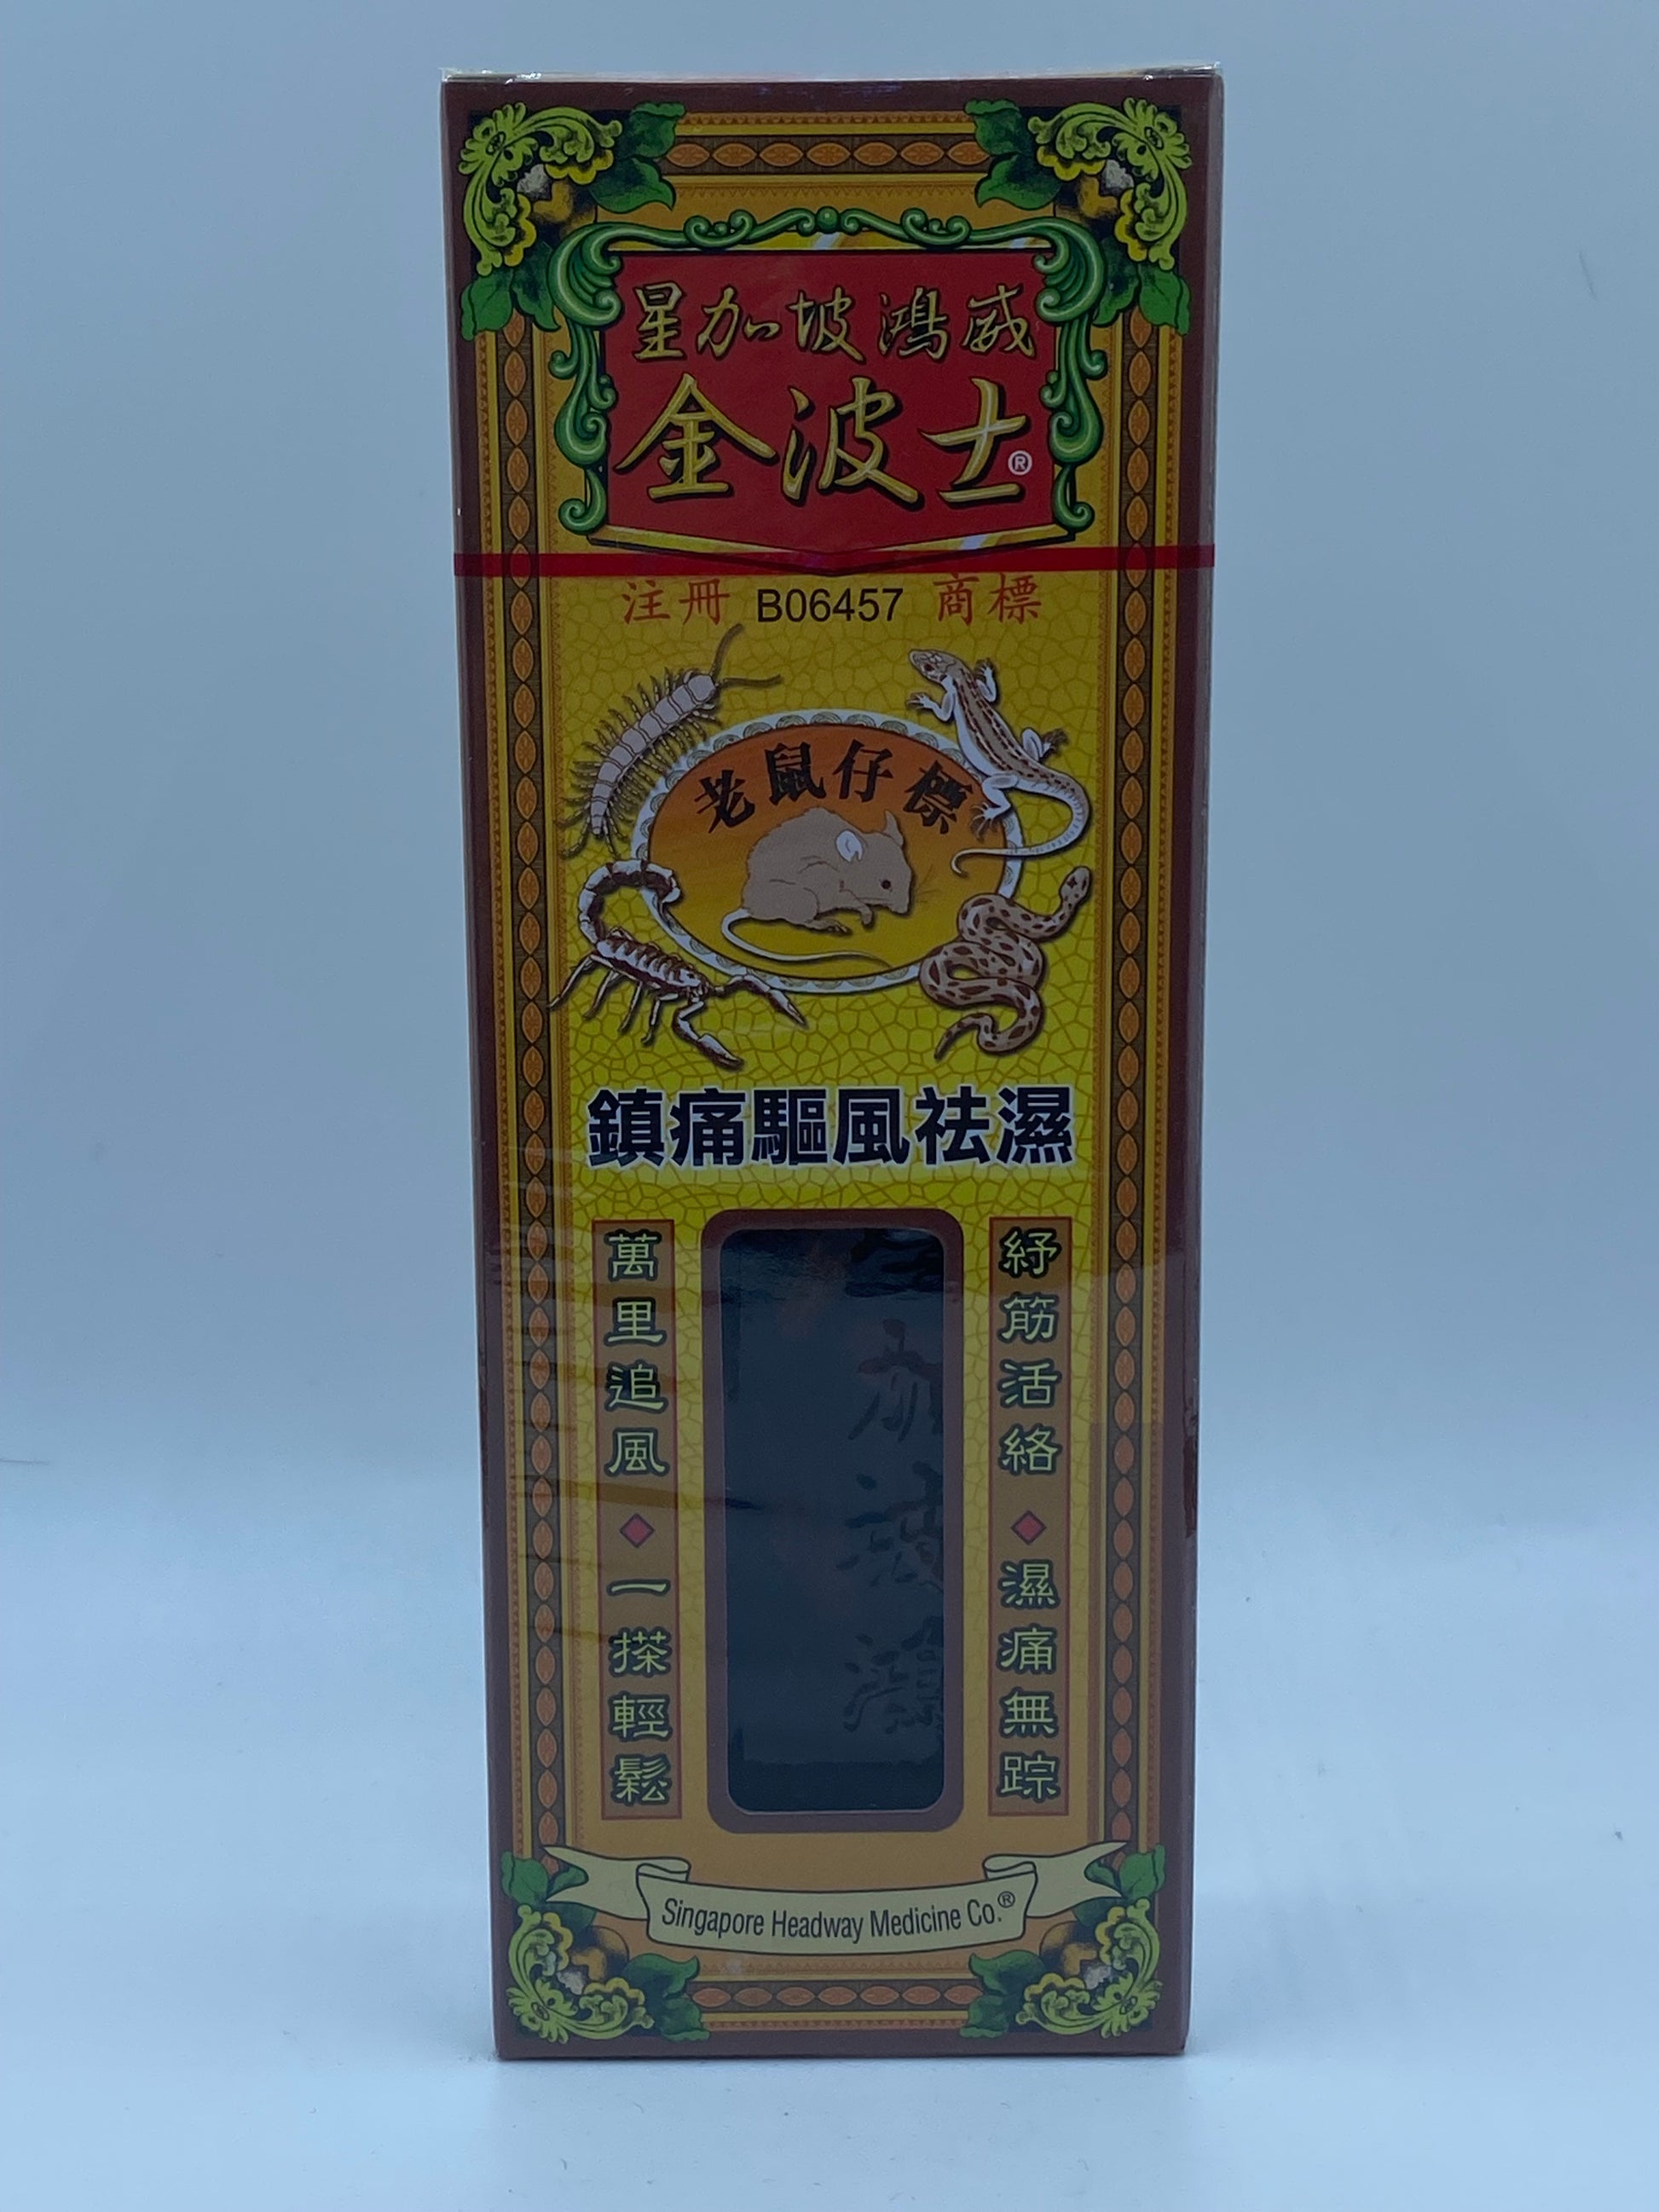 星加坡鴻威
金波士®
注冊 B06457 商標
老鼠仔標
鎮痛驅風祛濕
紓筋活絡◆濕痛無踪
萬里追風◆一搽輕鬆
Singapore Headway Medicine Co.®